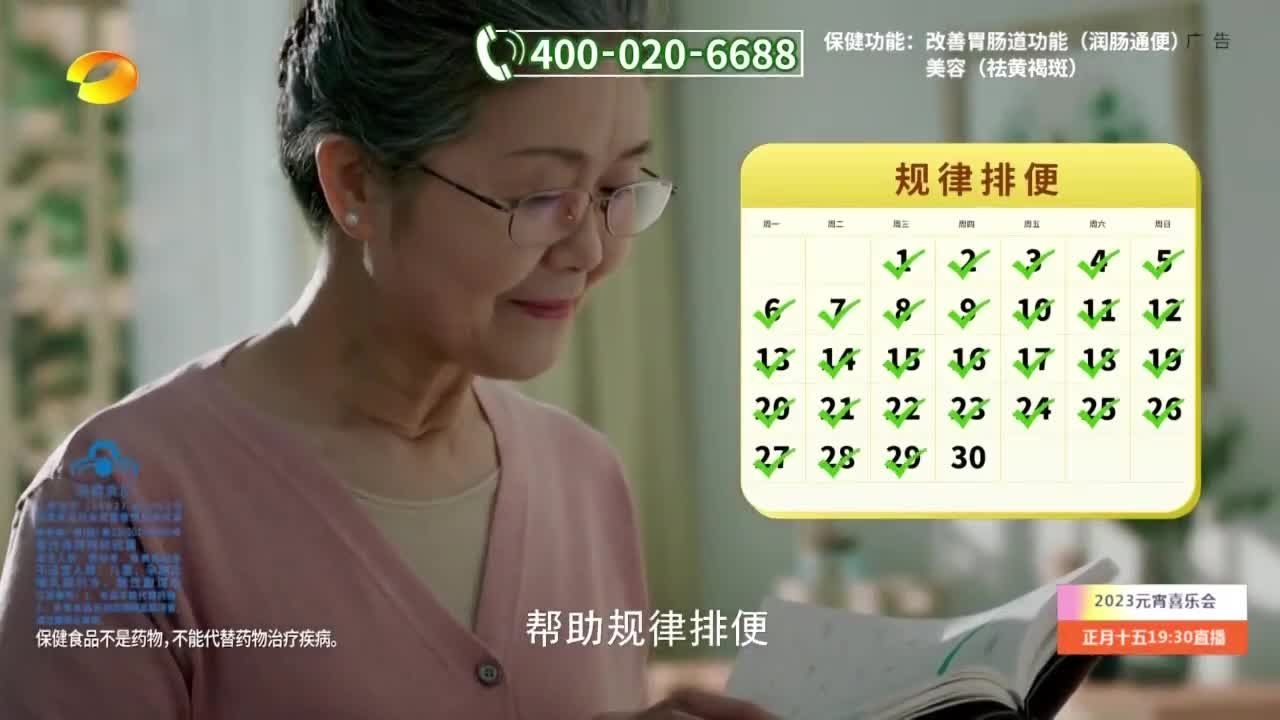 400-020-6688
保健功能：改善胃肠道功能（润肠通便）
美容（祛黄褐斑）
广告
规律排便
周一 周二 周三 周四 周五 周六 周日
1 2 3 4 5
6 7 8 9 10 11 12
13 14 15 16 17 18 19
20 21 22 23 24 25 26
27 28 29 30
保健食品不是药物，不能代替药物治疗疾病。
帮助规律排便
2023元宵喜乐会
正月十五19:30直播